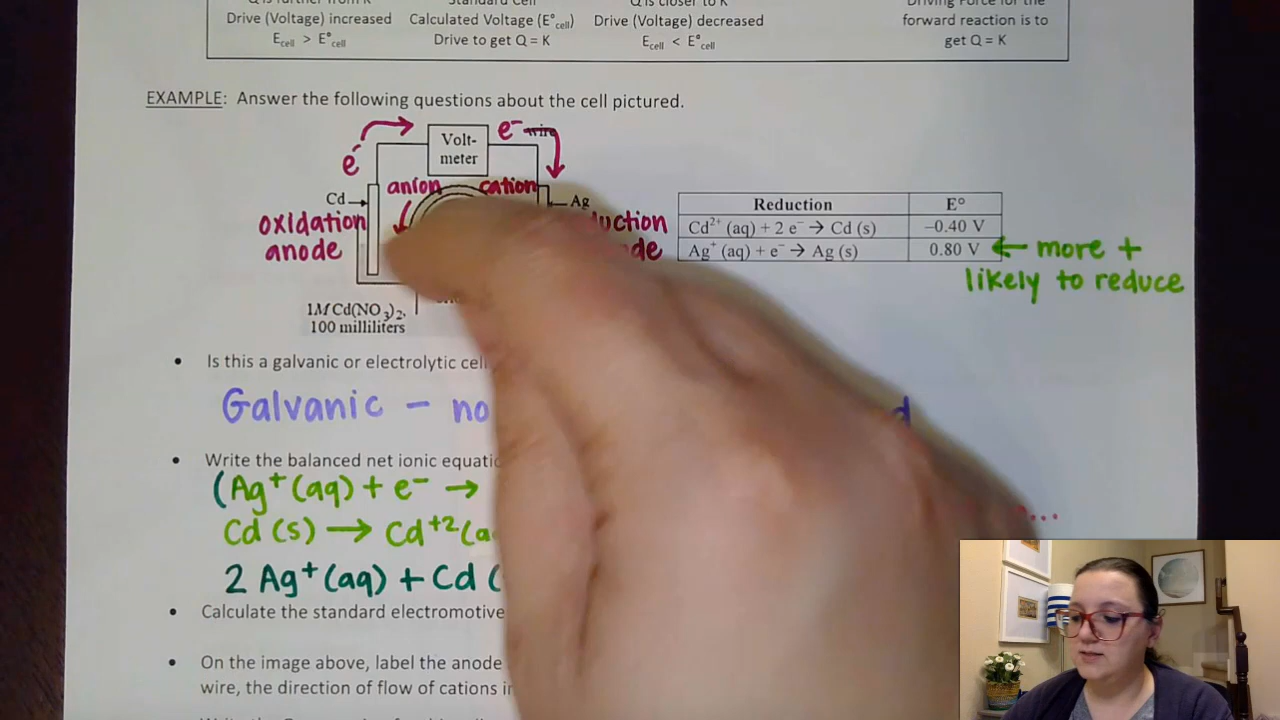 Drive (Voltage) increased Calculated Voltage (E°cell) Drive (Voltage) decreased forward reaction is to
Ecell > E°cell Drive to get Q = K Ecell < E°cell get Q = K
EXAMPLE: Answer the following questions about the cell pictured.
Volt-
meter
e⁻
e⁻ wire
anion
cation
Cd
Ag
oxidation
anode
Reduction E°
Cd²⁺ (aq) + 2 e⁻ → Cd (s) −0.40 V
Ag⁺ (aq) + e⁻ → Ag (s) 0.80 V
← more +
likely to reduce
1M Cd(NO₃)₂,
100 milliliters
• Is this a galvanic or electrolytic cell
Galvanic - no
• Write the balanced net ionic
(Ag⁺(aq) + e⁻ →
Cd (s) → Cd⁺²
2 Ag⁺(aq) + Cd (
• Calculate the standard electromotive
• On the image above, label the anode
wire, the direction of flow of cations